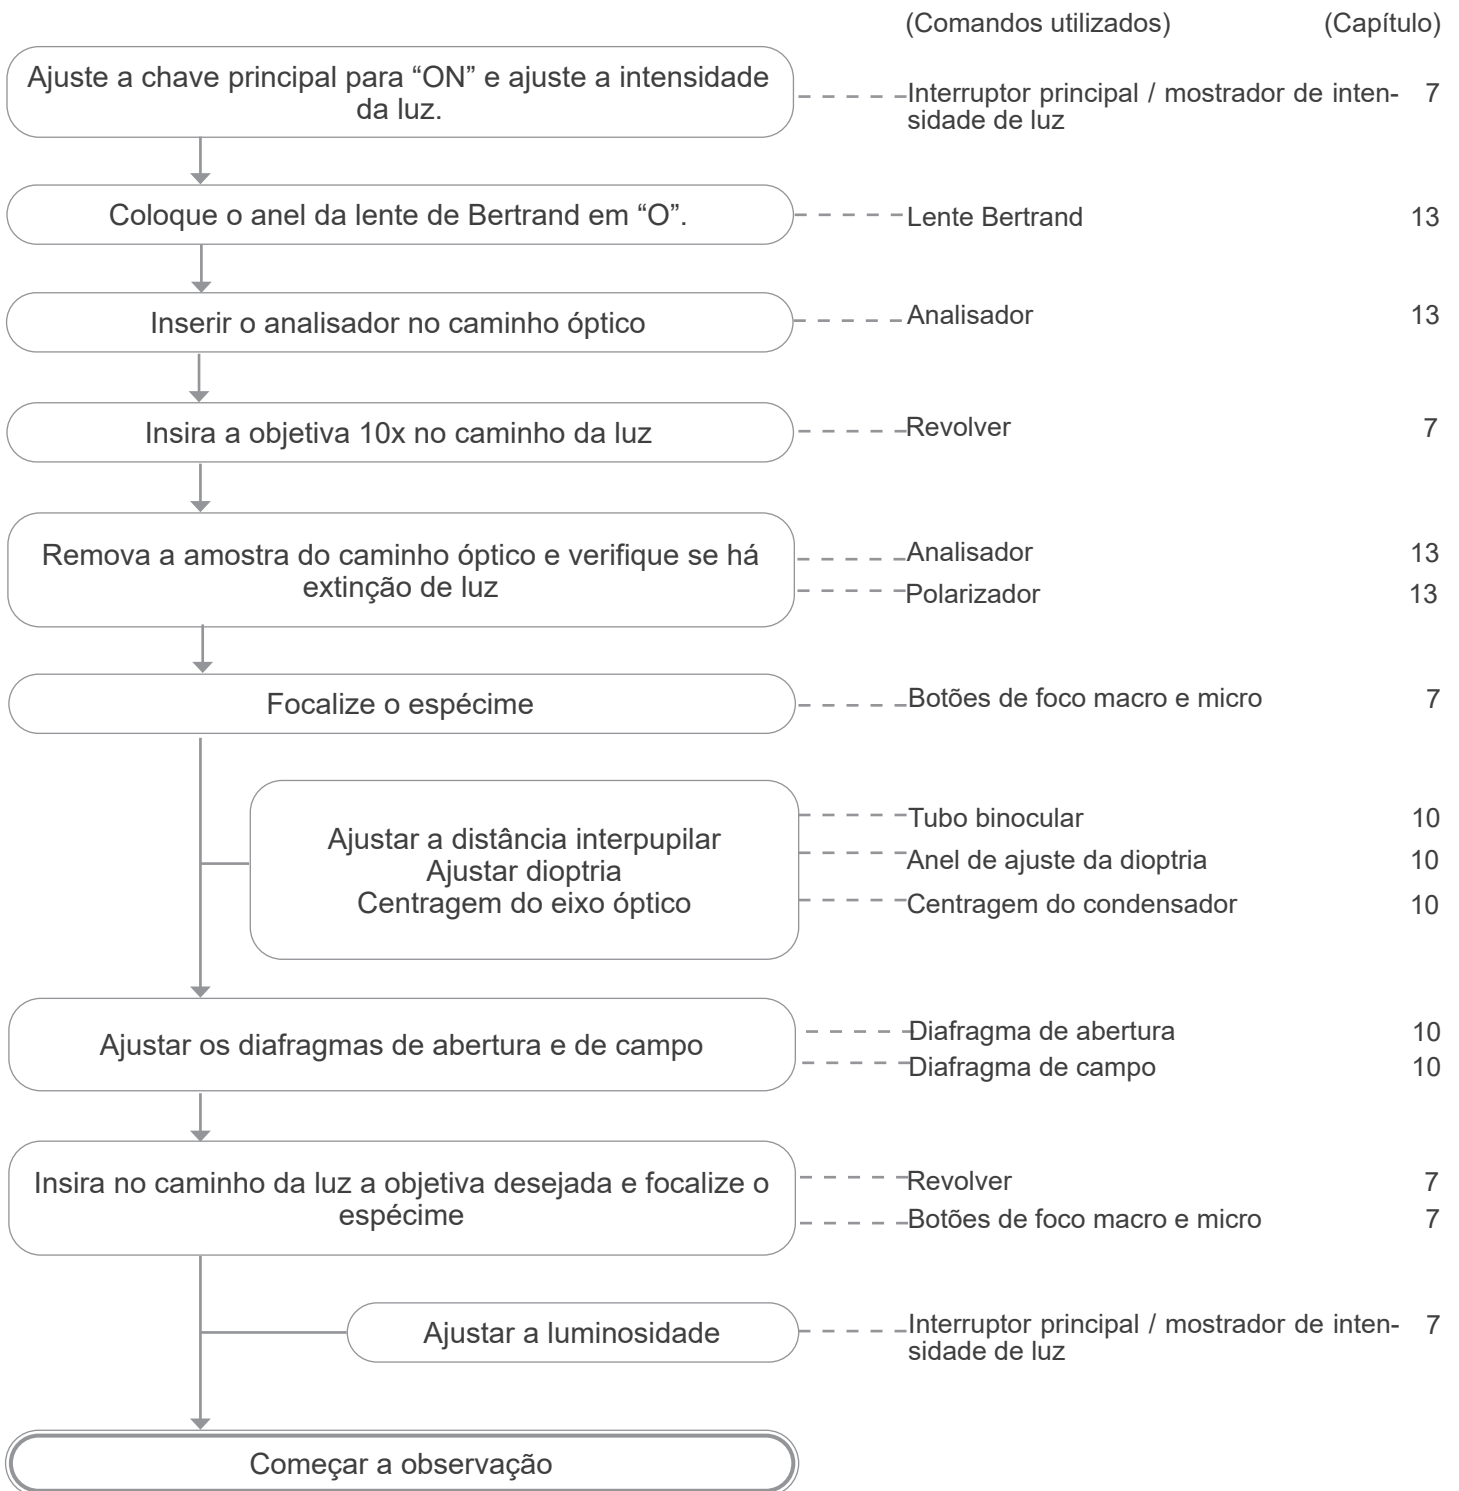 (Comandos utilizados) (Capítulo)
Ajuste a chave principal para “ON” e ajuste a intensidade
da luz.
Interruptor principal / mostrador de inten- 7
sidade de luz
Coloque o anel da lente de Bertrand em “O”.
Lente Bertrand 13
Inserir o analisador no caminho óptico
Analisador 13
Insira a objetiva 10x no caminho da luz
Revolver 7
Remova a amostra do caminho óptico e verifique se há
extinção de luz
Analisador 13
Polarizador 13
Focalize o espécime
Botões de foco macro e micro 7
Ajustar a distância interpupilar
Ajustar dioptria
Centragem do eixo óptico
Tubo binocular 10
Anel de ajuste da dioptria 10
Centragem do condensador 10
Ajustar os diafragmas de abertura e de campo
Diafragma de abertura 10
Diafragma de campo 10
Insira no caminho da luz a objetiva desejada e focalize o
espécime
Revolver 7
Botões de foco macro e micro 7
Ajustar a luminosidade
Interruptor principal / mostrador de inten- 7
sidade de luz
Começar a observação